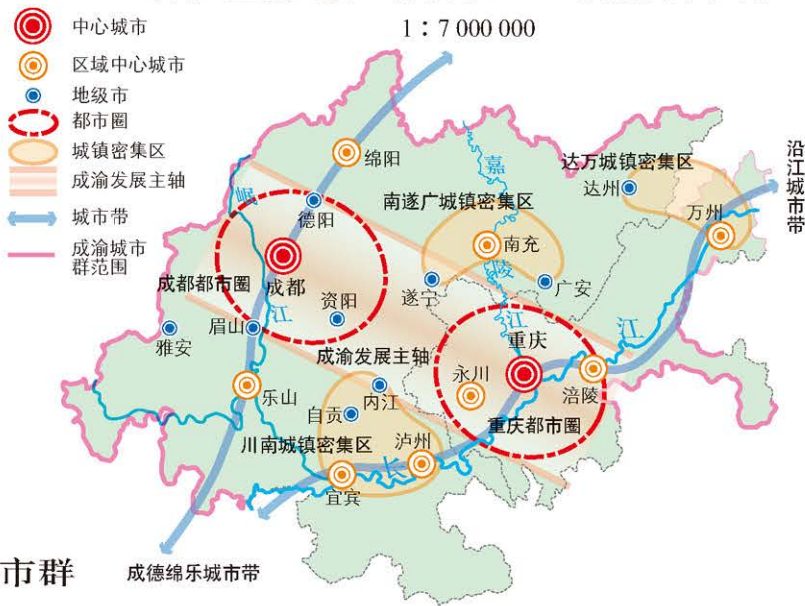 1：7 000 000
中心城市
区域中心城市
地级市
都市圈
城镇密集区
成渝发展主轴
城市带
成渝城市
群范围
绵阳
嘉
陵
江
达万城镇密集区
达州
沿江城市带
万州
岷
江
德阳
南遂广城镇密集区
南充
成都
成都都市圈
资阳
遂宁
广安
眉山
雅安
成渝发展主轴
重庆
江
永川
涪陵
乐山
内江
自贡
重庆都市圈
川南城镇密集区
泸州
长
宜宾
市群
成德绵乐城市带